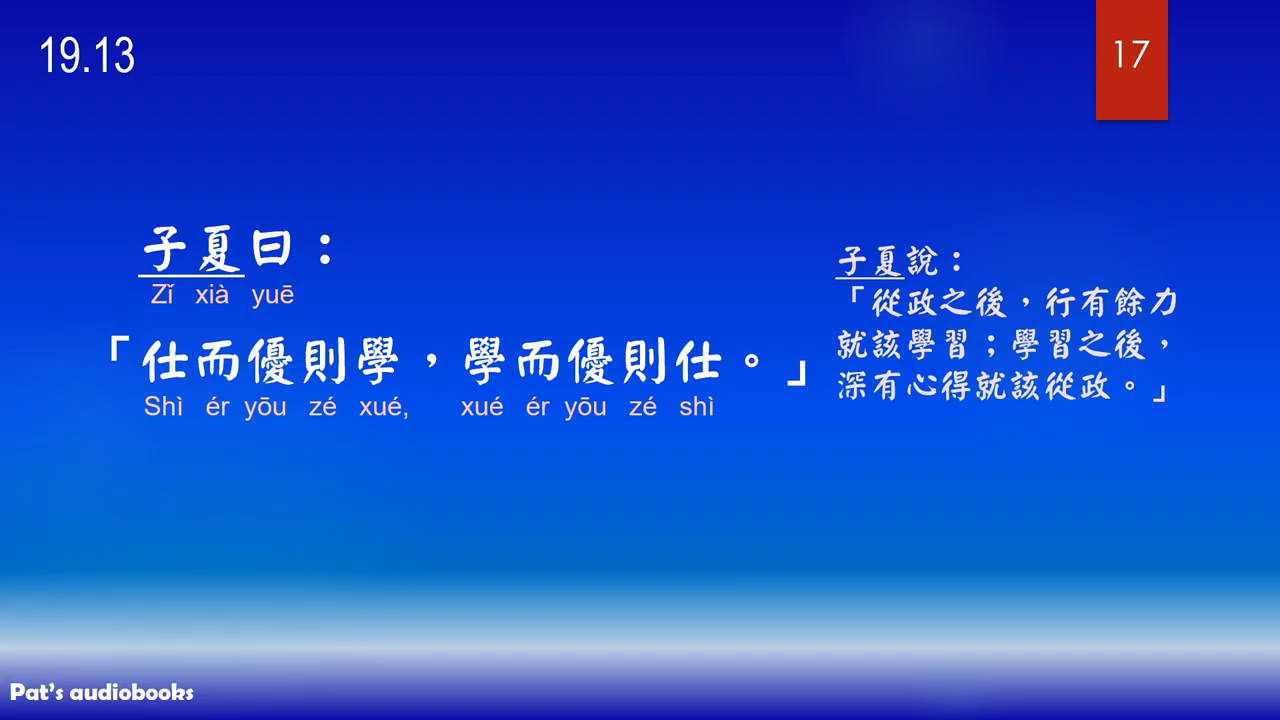 19.13
17
子夏曰：
Zǐ xià yuē
「仕而優則學，學而優則仕。」
Shì ér yōu zé xué, xué ér yōu zé shì
子夏說：
「從政之後，行有餘力
就該學習；學習之後，
深有心得就該從政。」
Pat's audiobooks